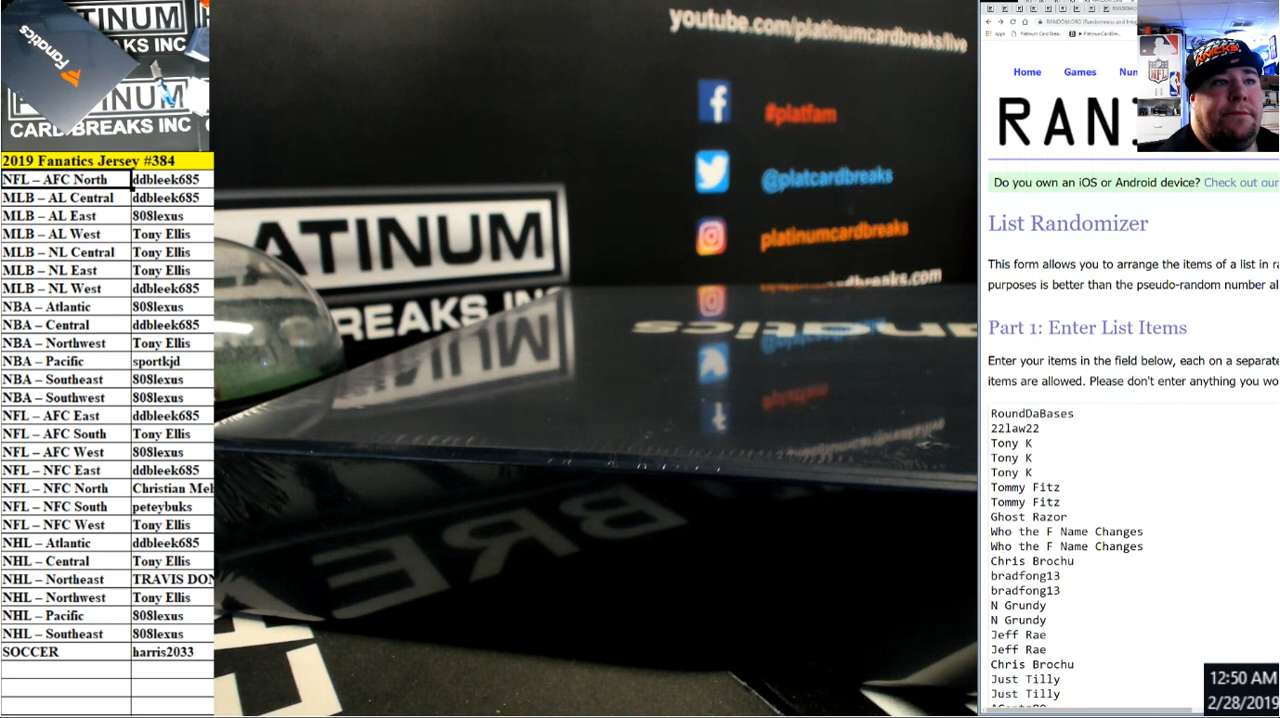 Fanatics
PLATINUM
CARD BREAKS INC
2019 Fanatics Jersey #384
NFL – AFC North ddbleek685
MLB – AL Central ddbleek685
MLB – AL East 808lexus
MLB – AL West Tony Ellis
MLB – NL Central Tony Ellis
MLB – NL East Tony Ellis
MLB – NL West ddbleek685
NBA – Atlantic 808lexus
NBA – Central ddbleek685
NBA – Northwest Tony Ellis
NBA – Pacific sportkjd
NBA – Southeast 808lexus
NBA – Southwest 808lexus
NFL – AFC East ddbleek685
NFL – AFC South Tony Ellis
NFL – AFC West 808lexus
NFL – NFC East ddbleek685
NFL – NFC North Christian Meh
NFL – NFC South peteybuks
NFL – NFC West Tony Ellis
NHL – Atlantic ddbleek685
NHL – Central Tony Ellis
NHL – Northeast TRAVIS DON
NHL – Northwest Tony Ellis
NHL – Pacific 808lexus
NHL – Southeast 808lexus
SOCCER harris2033
youtube.com/platinumcardbreaks/live
#platfam
@platcardbreaks
platinumcardbreaks
ATINUM
BREAKS INC
Home Games Num
RAN
Do you own an iOS or Android device? Check out our
List Randomizer
This form allows you to arrange the items of a list in ra
purposes is better than the pseudo-random number al
Part 1: Enter List Items
Enter your items in the field below, each on a separate
items are allowed. Please don't enter anything you wo
RoundDaBases
22law22
Tony K
Tony K
Tony K
Tommy Fitz
Tommy Fitz
Ghost Razor
Who the F Name Changes
Who the F Name Changes
Chris Brochu
bradfong13
bradfong13
N Grundy
N Grundy
Jeff Rae
Jeff Rae
Chris Brochu
Just Tilly
Just Tilly
KNICKS
12:50 AM
2/28/2019